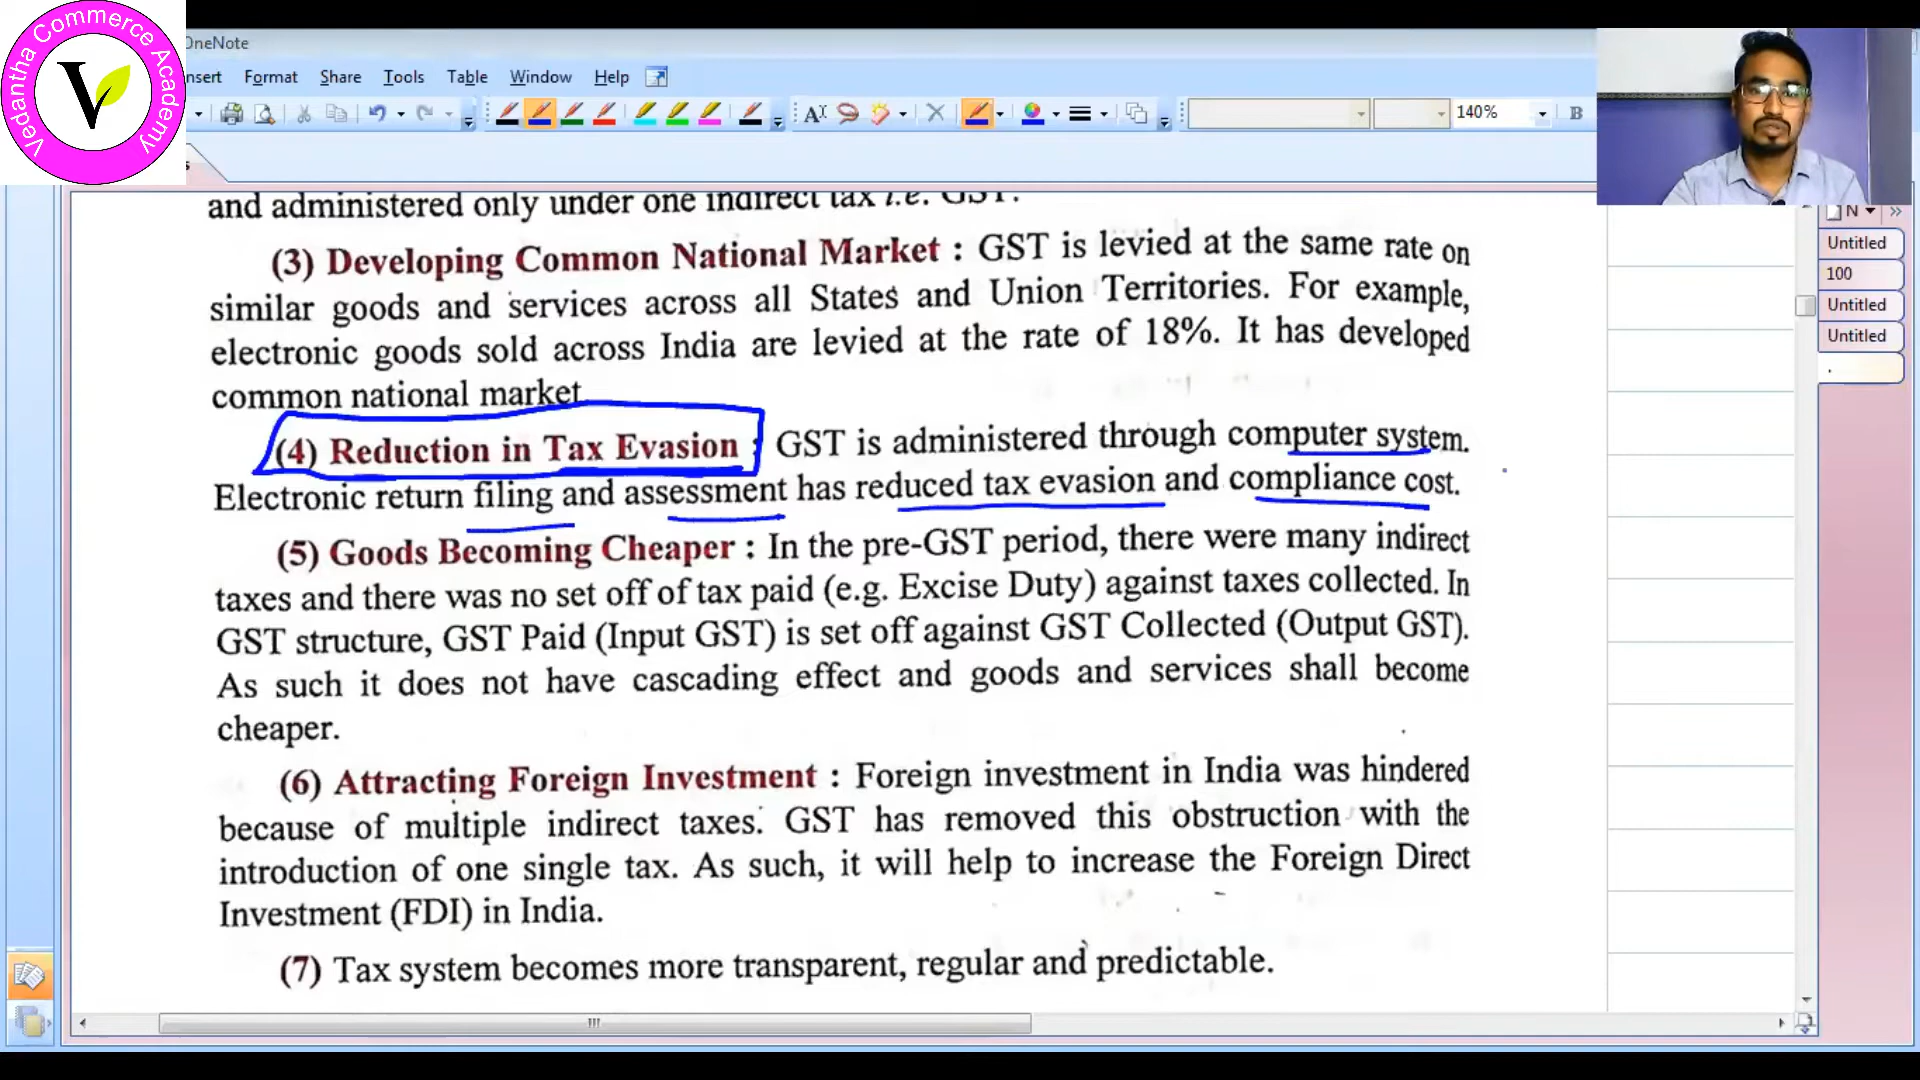 Vedantha Commerce Academy
V
OneNote
nsert Format Share Tools Table Window Help
140% B
s
and administered only under one indirect tax i.e. GST.
(3) Developing Common National Market : GST is levied at the same rate on
similar goods and services across all States and Union Territories. For example,
electronic goods sold across India are levied at the rate of 18%. It has developed
common national market.
(4) Reduction in Tax Evasion : GST is administered through computer system.
Electronic return filing and assessment has reduced tax evasion and compliance cost.
(5) Goods Becoming Cheaper : In the pre-GST period, there were many indirect
taxes and there was no set off of tax paid (e.g. Excise Duty) against taxes collected. In
GST structure, GST Paid (Input GST) is set off against GST Collected (Output GST).
As such it does not have cascading effect and goods and services shall become
cheaper.
(6) Attracting Foreign Investment : Foreign investment in India was hindered
because of multiple indirect taxes. GST has removed this obstruction with the
introduction of one single tax. As such, it will help to increase the Foreign Direct
Investment (FDI) in India.
(7) Tax system becomes more transparent, regular and predictable.
N
Untitled
100
Untitled
Untitled
.